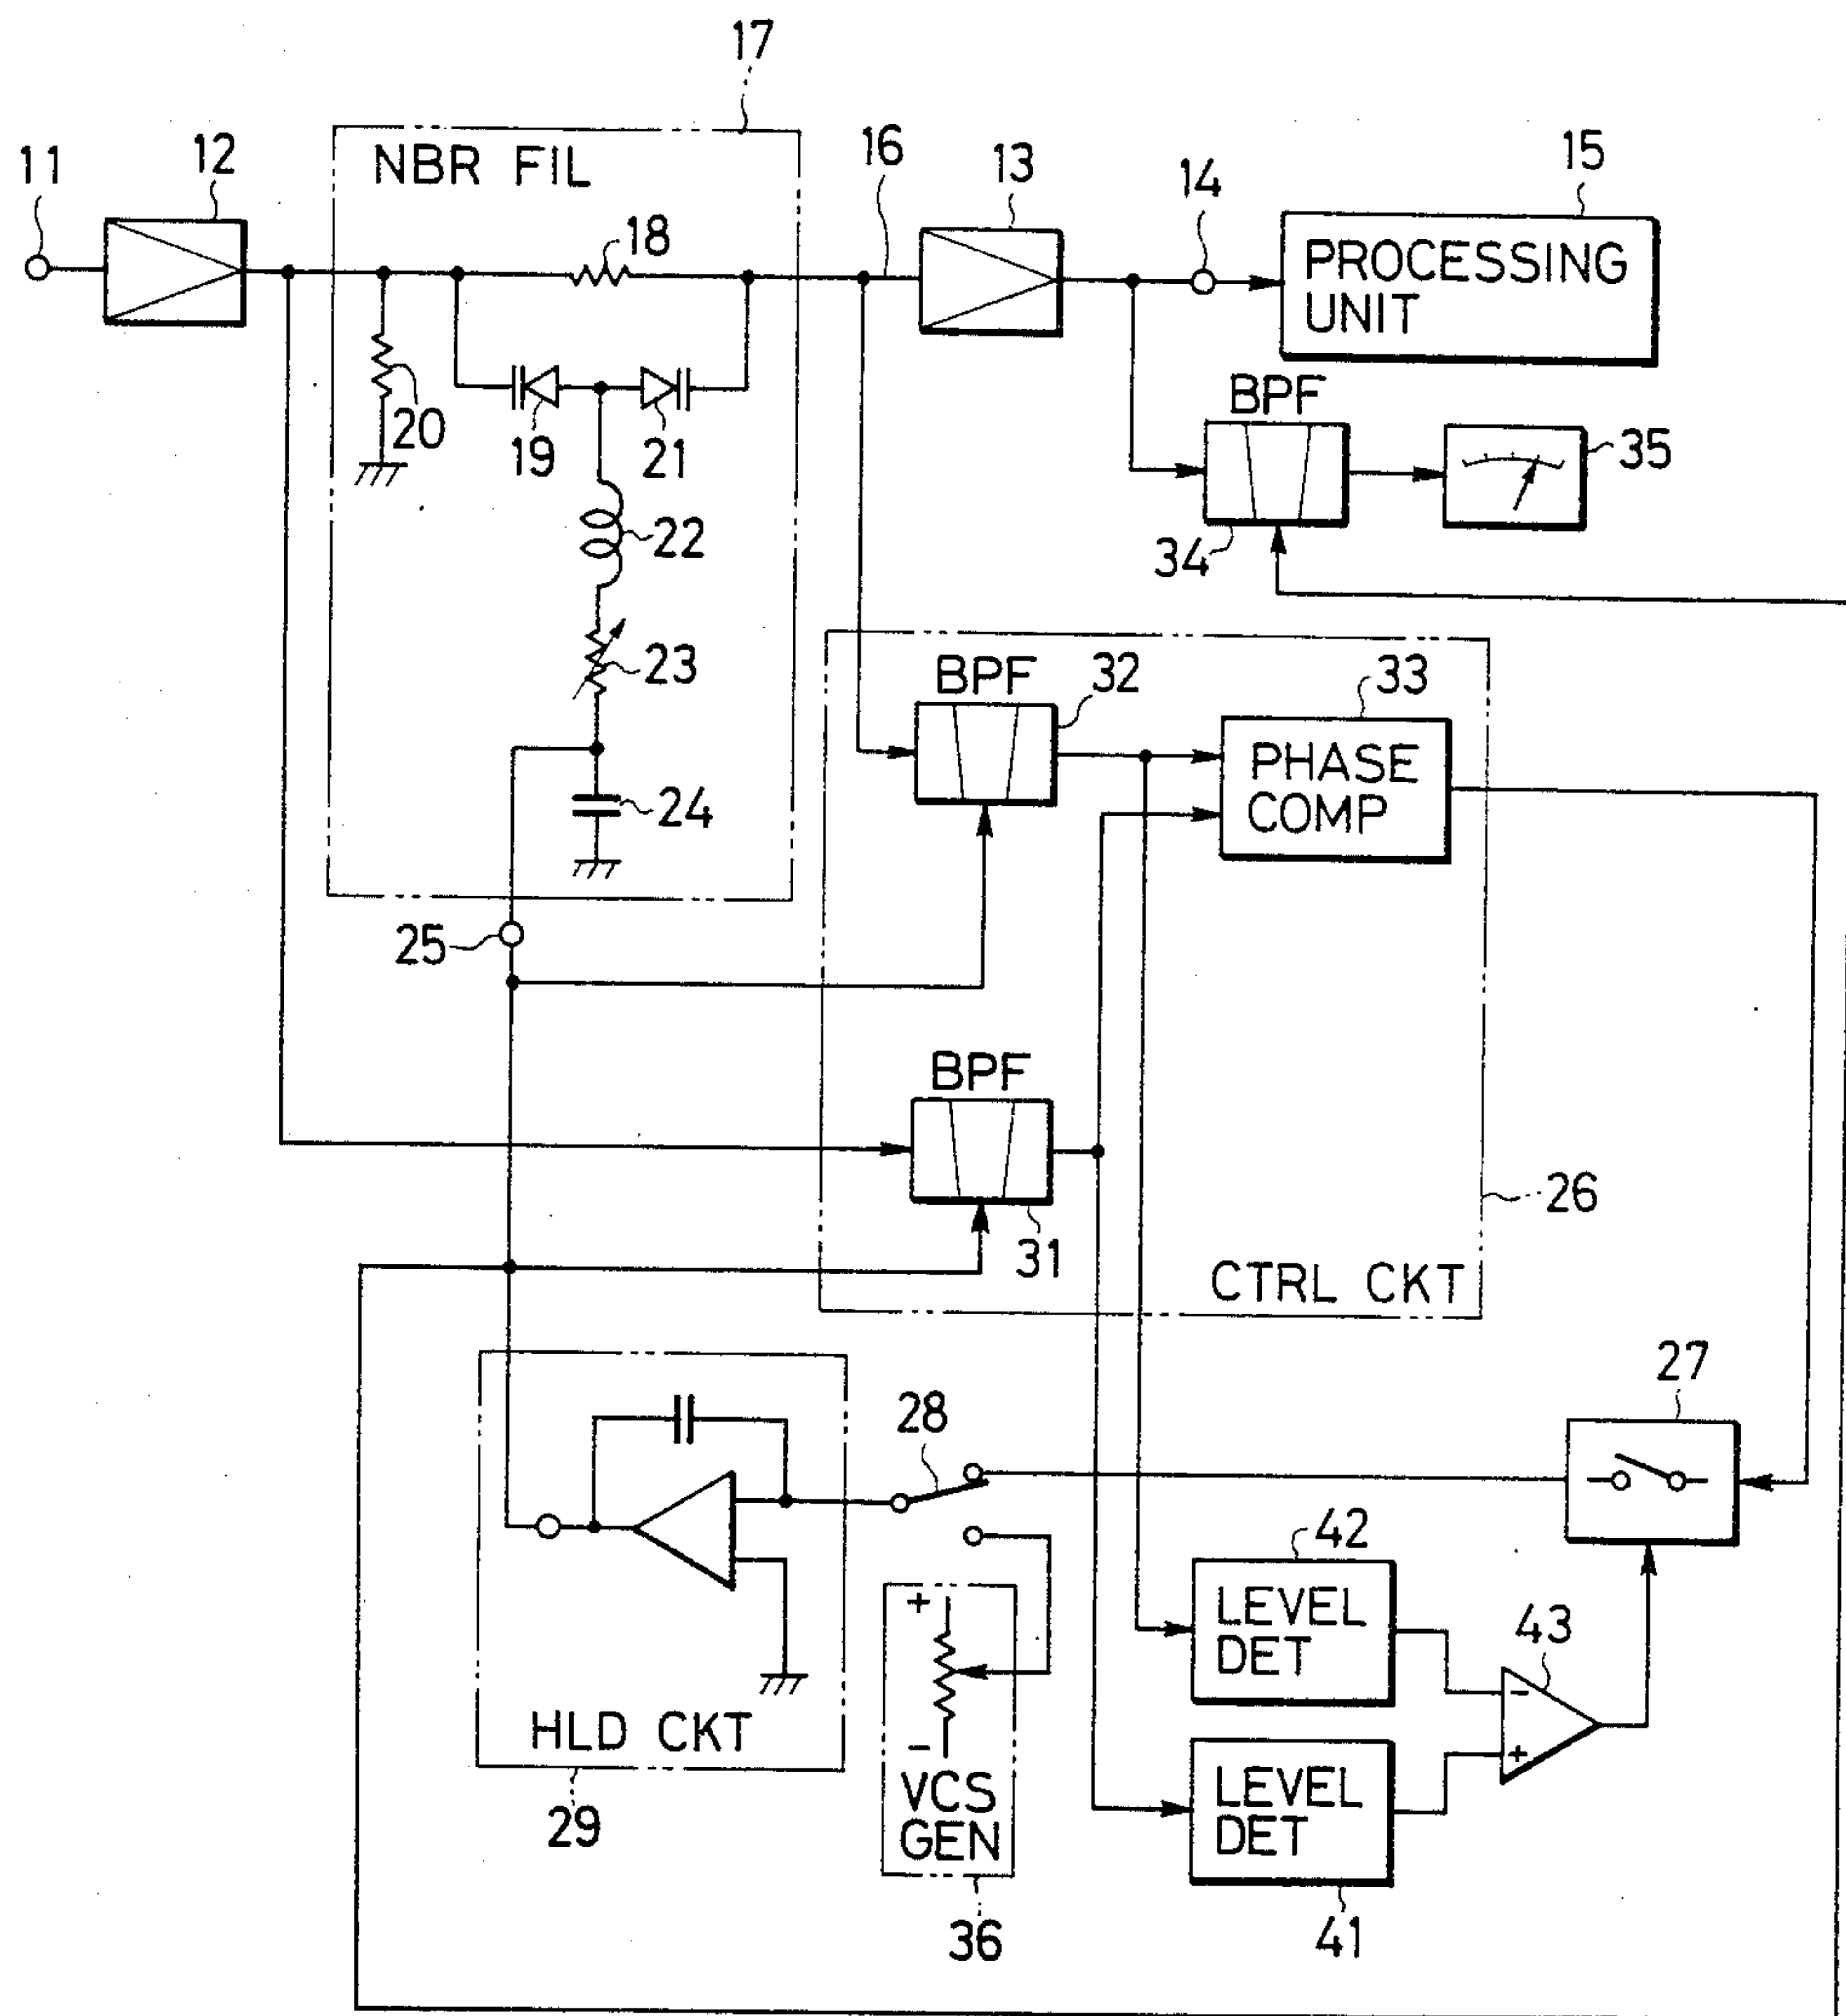 17
11
12
NBR FIL
16
13
14
15
18
PROCESSING
UNIT
20
19
21
BPF
35
34
22
23
24
BPF
32
33
PHASE
COMP
25
BPF
31
26
CTRL CKT
27
28
42
LEVEL
DET
43
-
+
+
-
HLD CKT
29
VCS
GEN
36
LEVEL
DET
41